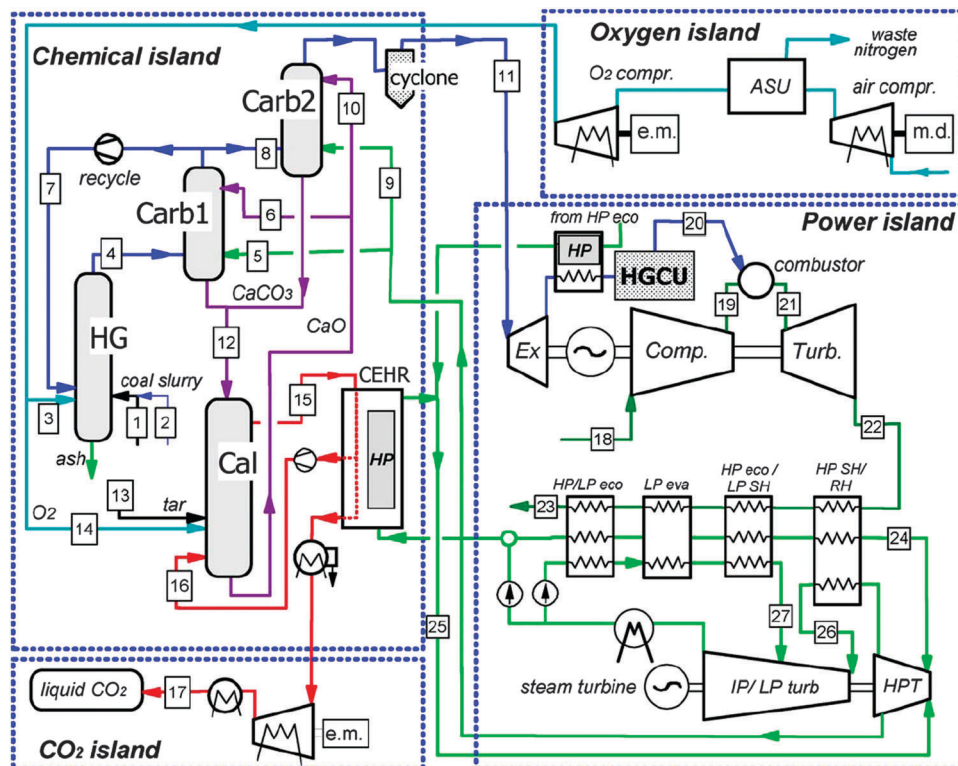 Chemical island
Carb2
cyclone
11
10
7
recycle
8
9
Carb1
6
5
4
CaCO3
CaO
HG
12
coal slurry
3
1
2
ash
15
CEHR
HP
Cal
13
tar
O2
14
16
25
Oxygen island
waste
nitrogen
O2 compr.
ASU
air compr.
e.m.
m.d.
Power island
from HP eco
HP
HGCU
20
combustor
19
21
Ex
Comp.
Turb.
18
22
HP/LP eco
LP eva
HP eco /
LP SH
HP SH/
RH
23
24
27
26
steam turbine
IP/ LP turb
HPT
liquid CO2
17
e.m.
CO2 island